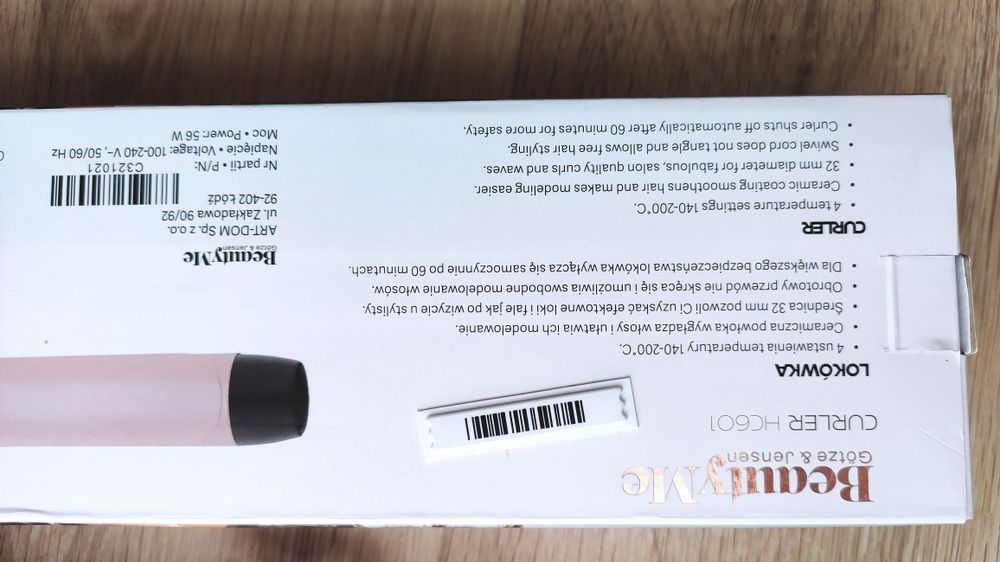 BeautyMe
Götze & Jensen®
CURLER HC601
LOKÓWKA
• 4 ustawienia temperatury 140-200°C.
• Ceramiczna powłoka wygładza włosy i ułatwia ich modelowanie.
• Średnica 32 mm pozwoli Ci uzyskać efektowne loki i fale jak po wizycie u stylisty.
• Obrotowy przewód nie skręca się i umożliwia swobodne modelowanie włosów.
• Dla większego bezpieczeństwa lokówka wyłącza się samoczynnie po 60 minutach.
CURLER
• 4 temperature settings 140-200°C.
• Ceramic coating smoothens hair and makes modeling easier.
• 32 mm diameter for fabulous, salon quality curls and waves.
• Swivel cord does not tangle and allows free hair styling.
• Curler shuts off automatically after 60 minutes for more safety.
BeautyMe
Götze & Jensen®
ART-DOM Sp. z o.o.
ul. Zakładowa 90/92
92-402 Łódź
Nr partii • P/N: C321021
Napięcie • Voltage: 100-240 V~, 50/60 Hz
Moc • Power: 56 W